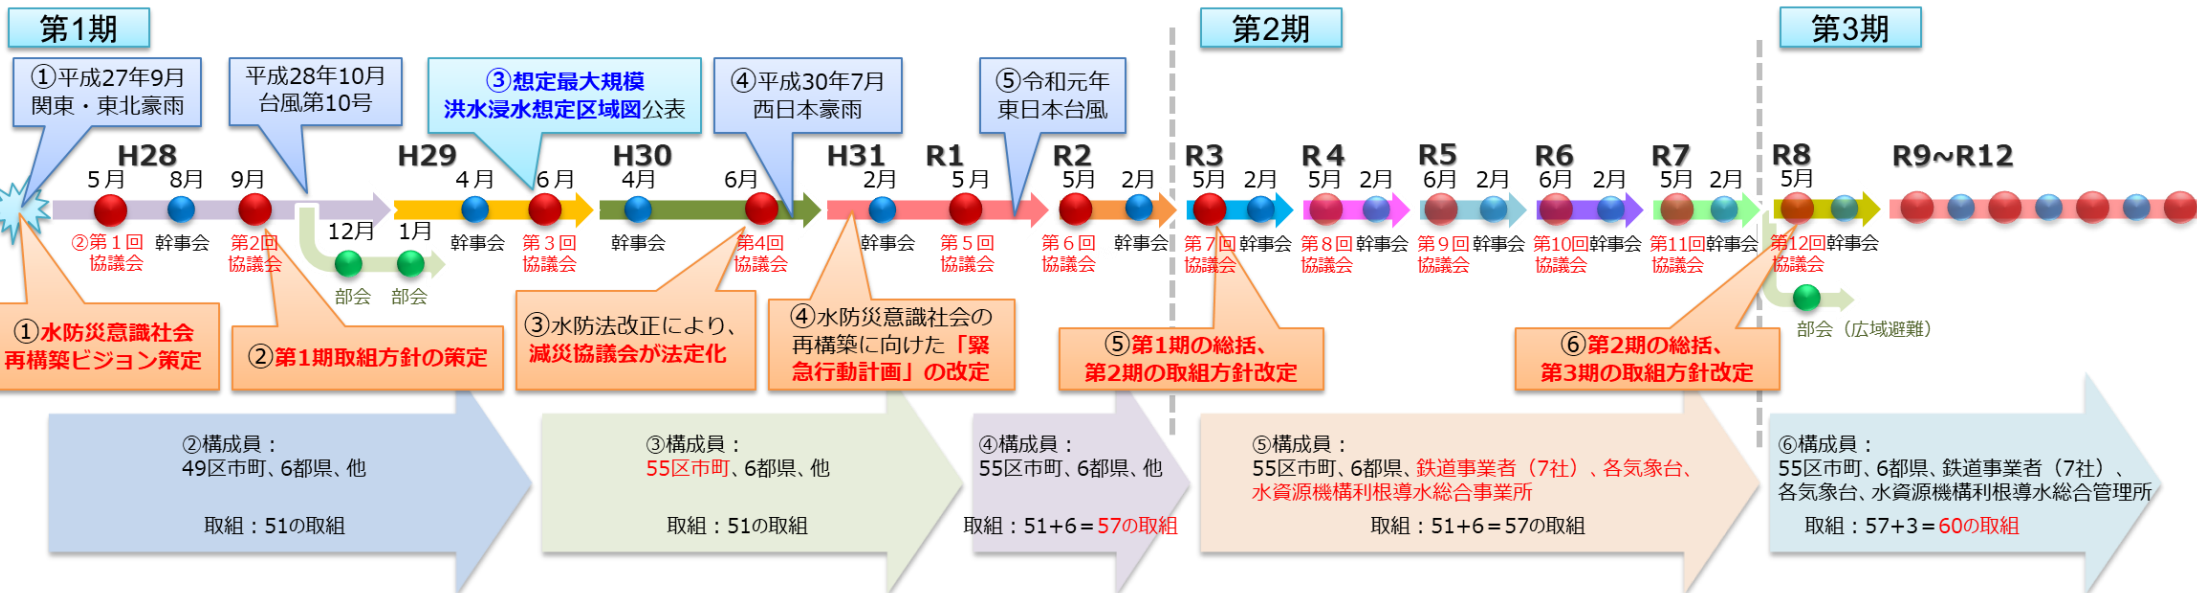 第1期
第2期
第3期
①平成27年9月
関東・東北豪雨
平成28年10月
台風第10号
③想定最大規模
洪水浸水想定区域図公表
④平成30年7月
西日本豪雨
⑤令和元年
東日本台風
H28
H29
H30
H31
R1
R2
R3
R4
R5
R6
R7
R8
R9~R12
5月
8月
9月
4月
6月
4月
6月
2月
5月
5月
2月
5月
2月
5月
2月
6月
2月
6月
2月
5月
2月
5月
②第1回
協議会
幹事会
第2回
協議会
12月
1月
部会
部会
幹事会
第3回
協議会
幹事会
第4回
協議会
幹事会
第5回
協議会
第6回
協議会
幹事会
第7回
協議会
幹事会
第8回
協議会
幹事会
第9回
協議会
幹事会
第10回
協議会
幹事会
第11回
協議会
幹事会
第12回
協議会
幹事会
部会（広域避難）
①水防災意識社会
再構築ビジョン策定
②第1期取組方針の策定
③水防法改正により、
減災協議会が法定化
④水防災意識社会の
再構築に向けた「緊
急行動計画」の改定
⑤第1期の総括、
第2期の取組方針改定
⑥第2期の総括、
第3期の取組方針改定
②構成員：
49区市町、6都県、他
取組：51の取組
③構成員：
55区市町、6都県、他
取組：51の取組
④構成員：
55区市町、6都県、他
取組：51+6＝57の取組
⑤構成員：
55区市町、6都県、鉄道事業者（7社）、各気象台、
水資源機構利根導水総合事業所
取組：51+6＝57の取組
⑥構成員：
55区市町、6都県、鉄道事業者（7社）、
各気象台、水資源機構利根導水総合管理所
取組：57+3＝60の取組